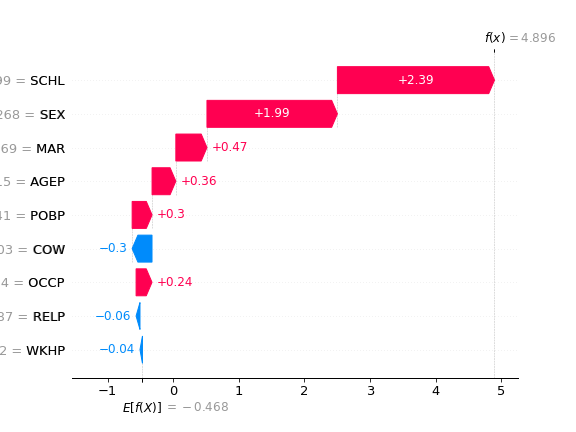 f(x) = 4.896
99 = SCHL +2.39
268 = SEX +1.99
69 = MAR +0.47
.5 = AGEP +0.36
41 = POBP +0.3
03 = COW −0.3
4 = OCCP +0.24
37 = RELP −0.06
2 = WKHP −0.04
−1 0 1 2 3 4 5
E[f(X)] = −0.468